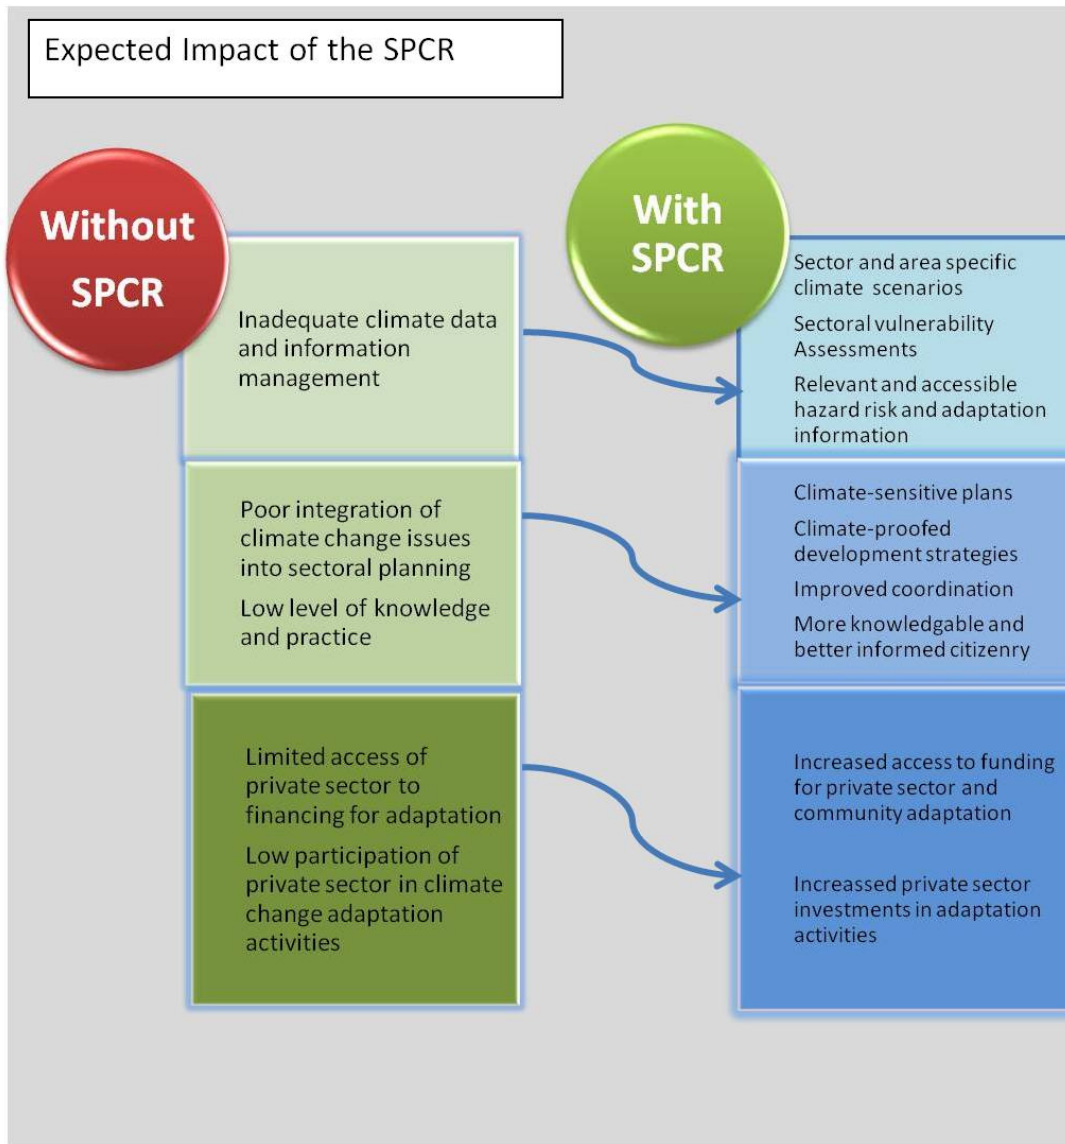 Expected Impact of the SPCR
Without
SPCR
Inadequate climate data
and information
management
Poor integration of
climate change issues
into sectoral planning
Low level of knowledge
and practice
Limited access of
private sector to
financing for adaptation
Low participation of
private sector in climate
change adaptation
activities
With
SPCR
Sector and area specific
climate scenarios
Sectoral vulnerability
Assessments
Relevant and accessible
hazard risk and adaptation
information
Climate-sensitive plans
Climate-proofed
development strategies
Improved coordination
More knowledgable and
better informed citizenry
Increased access to funding
for private sector and
community adaptation
Increassed private sector
investments in adaptation
activities